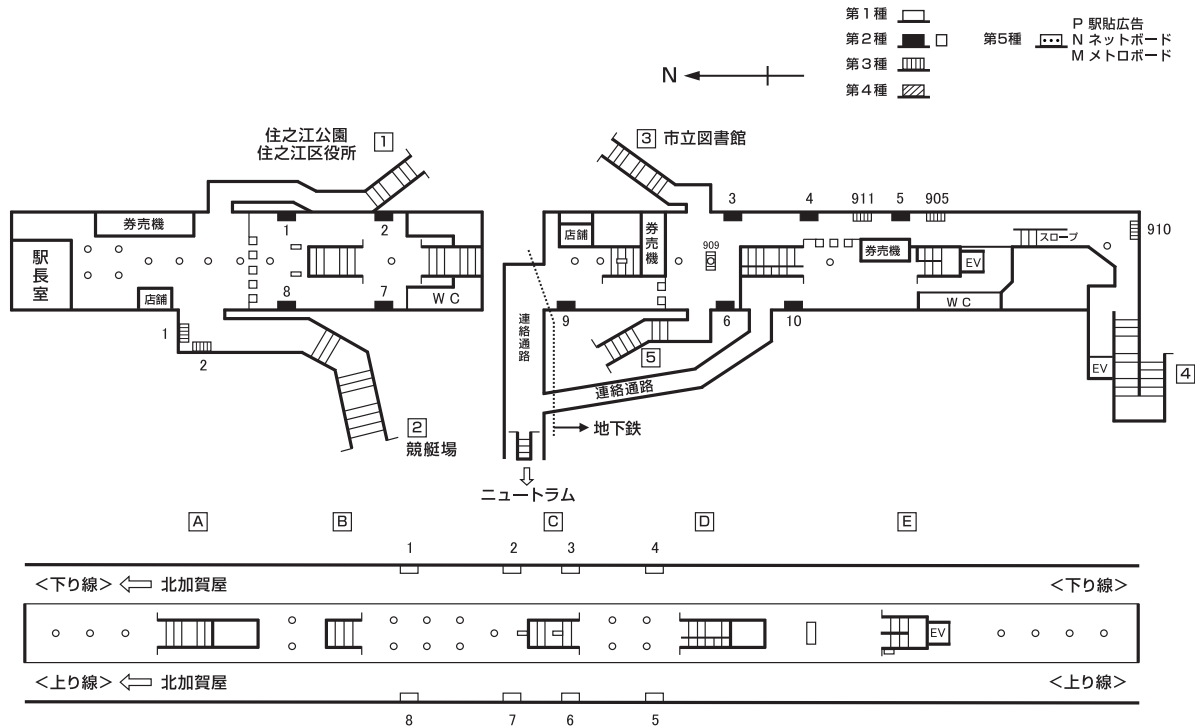 第1種
第2種
第3種
第4種
第5種
P 駅貼広告
N ネットボード
M メトロボード
N
住之江公園
住之江区役所
1
3 市立図書館
券売機
1
2
駅長室
店舗
8
7
WC
1
2
2
競艇場
店舗
券売機
909
3
4
911
5
905
910
券売機
EV
スロープ
WC
9
6
10
5
連絡通路
連絡通路
地下鉄
ニュートラム
EV
4
A
B
C
D
E
1
2
3
4
<下り線>
北加賀屋
<下り線>
EV
<上り線>
北加賀屋
<上り線>
8
7
6
5